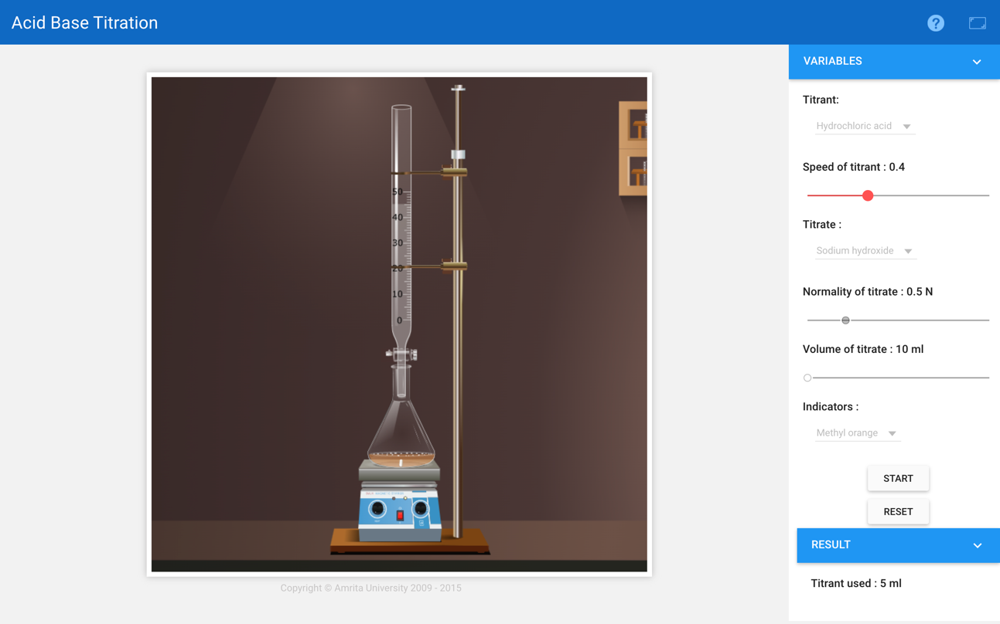 Acid Base Titration
?
VARIABLES
Titrant:
Hydrochloric acid
Speed of titrant : 0.4
Titrate :
Sodium hydroxide
Normality of titrate : 0.5 N
Volume of titrate : 10 ml
Indicators :
Methyl orange
START
RESET
RESULT
Titrant used : 5 ml
50
40
30
20
10
0
Copyright © Amrita University 2009 - 2015